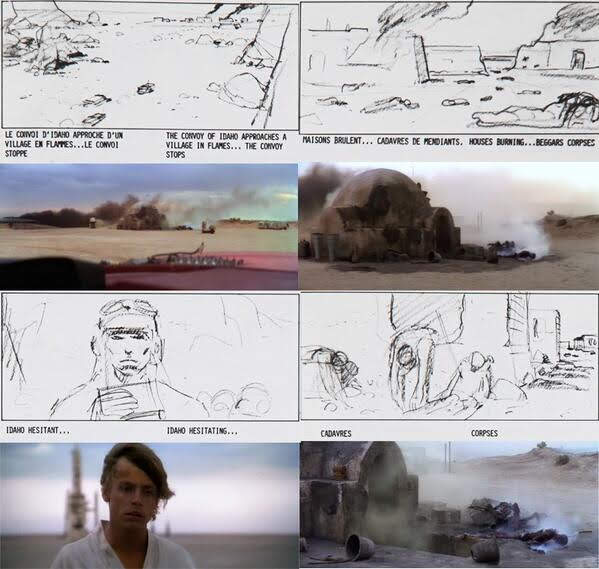 LE CONVOI D'IDAHO APPROCHE D'UN
VILLAGE EN FLAMMES...LE CONVOI
STOPPE
THE CONVOY OF IDAHO APPROACHES A
VILLAGE IN FLAMES... THE CONVOY
STOPS
MAISONS BRULENT... CADAVRES DE MENDIANTS. HOUSES BURNING...BEGGARS CORPSES
IDAHO HESITANT...
IDAHO HESITATING...
CADAVRES
CORPSES